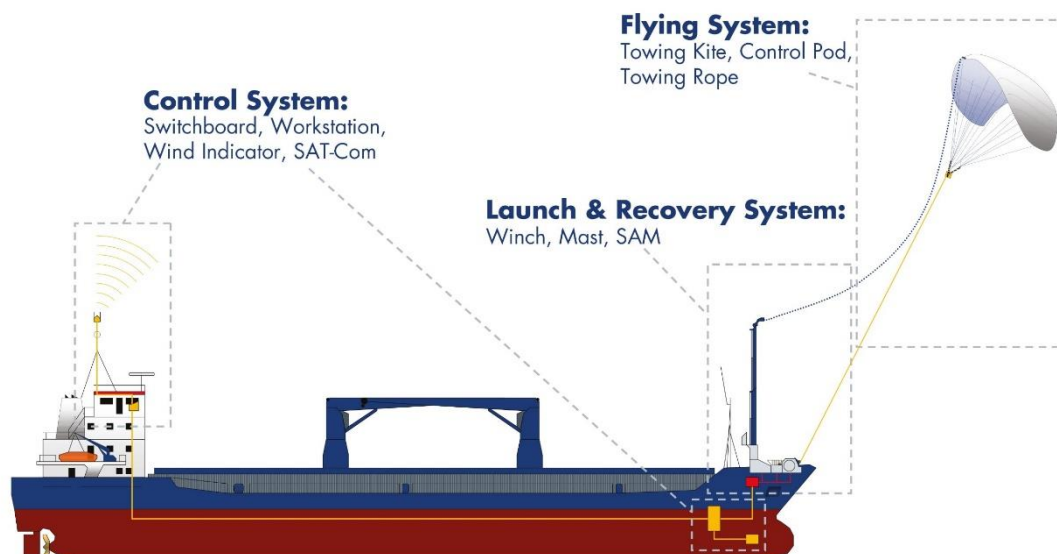 Flying System:
Towing Kite, Control Pod,
Towing Rope
Control System:
Switchboard, Workstation,
Wind Indicator, SAT-Com
Launch & Recovery System:
Winch, Mast, SAM